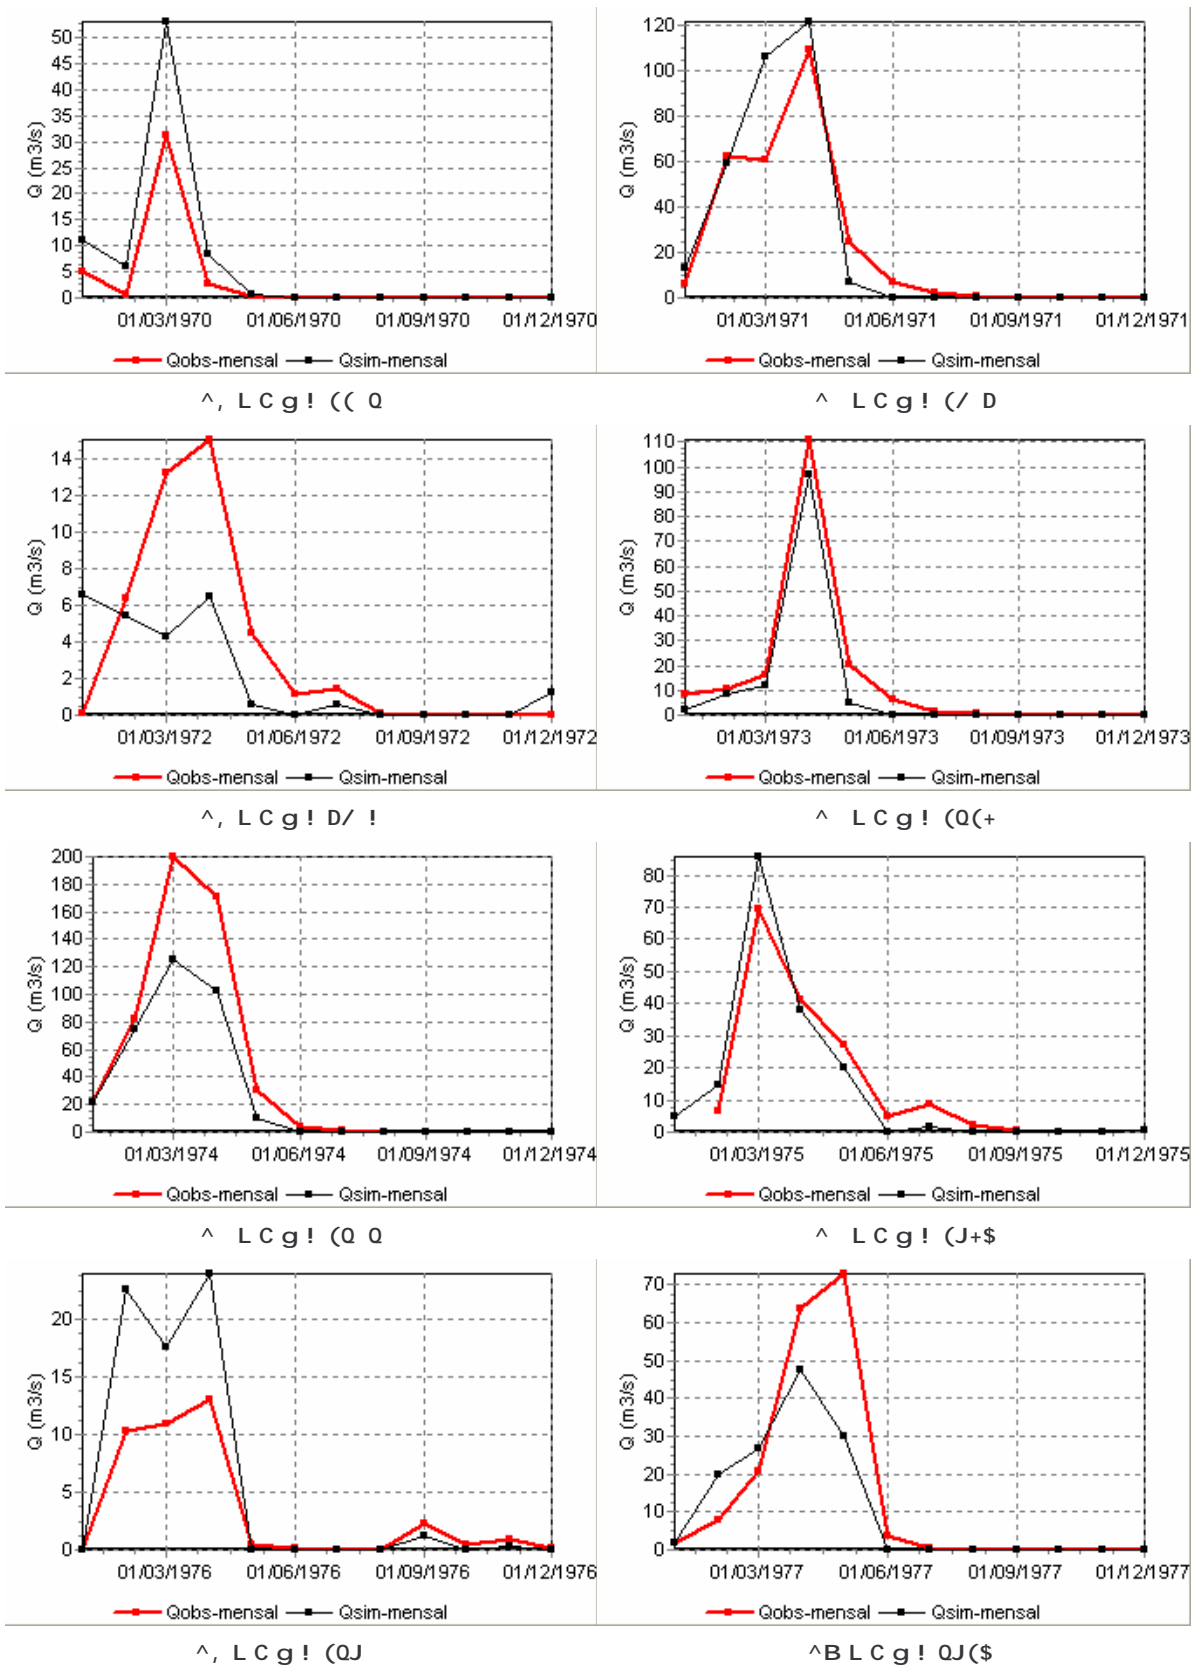 Q (m3/s)
50
45
40
35
30
25
20
15
10
5
0
01/03/1970 01/06/1970 01/09/1970 01/12/1970
Qobs-mensal Qsim-mensal
^, L C g ! ( ( Q
Q (m3/s)
120
100
80
60
40
20
0
01/03/1971 01/06/1971 01/09/1971 01/12/1971
Qobs-mensal Qsim-mensal
^ L C g ! (/ D
Q (m3/s)
14
12
10
8
6
4
2
0
01/03/1972 01/06/1972 01/09/1972 01/12/1972
Qobs-mensal Qsim-mensal
^, L C g ! D/ !
Q (m3/s)
110
100
90
80
70
60
50
40
30
20
10
0
01/03/1973 01/06/1973 01/09/1973 01/12/1973
Qobs-mensal Qsim-mensal
^ L C g ! (Q(+
Q (m3/s)
200
180
160
140
120
100
80
60
40
20
0
01/03/1974 01/06/1974 01/09/1974 01/12/1974
Qobs-mensal Qsim-mensal
^ L C g ! (Q Q
Q (m3/s)
80
70
60
50
40
30
20
10
0
01/03/1975 01/06/1975 01/09/1975 01/12/1975
Qobs-mensal Qsim-mensal
^ L C g ! (J+$
Q (m3/s)
20
15
10
5
0
01/03/1976 01/06/1976 01/09/1976 01/12/1976
Qobs-mensal Qsim-mensal
^, L C g ! (QJ
Q (m3/s)
70
60
50
40
30
20
10
0
01/03/1977 01/06/1977 01/09/1977 01/12/1977
Qobs-mensal Qsim-mensal
^B L C g ! QJ($